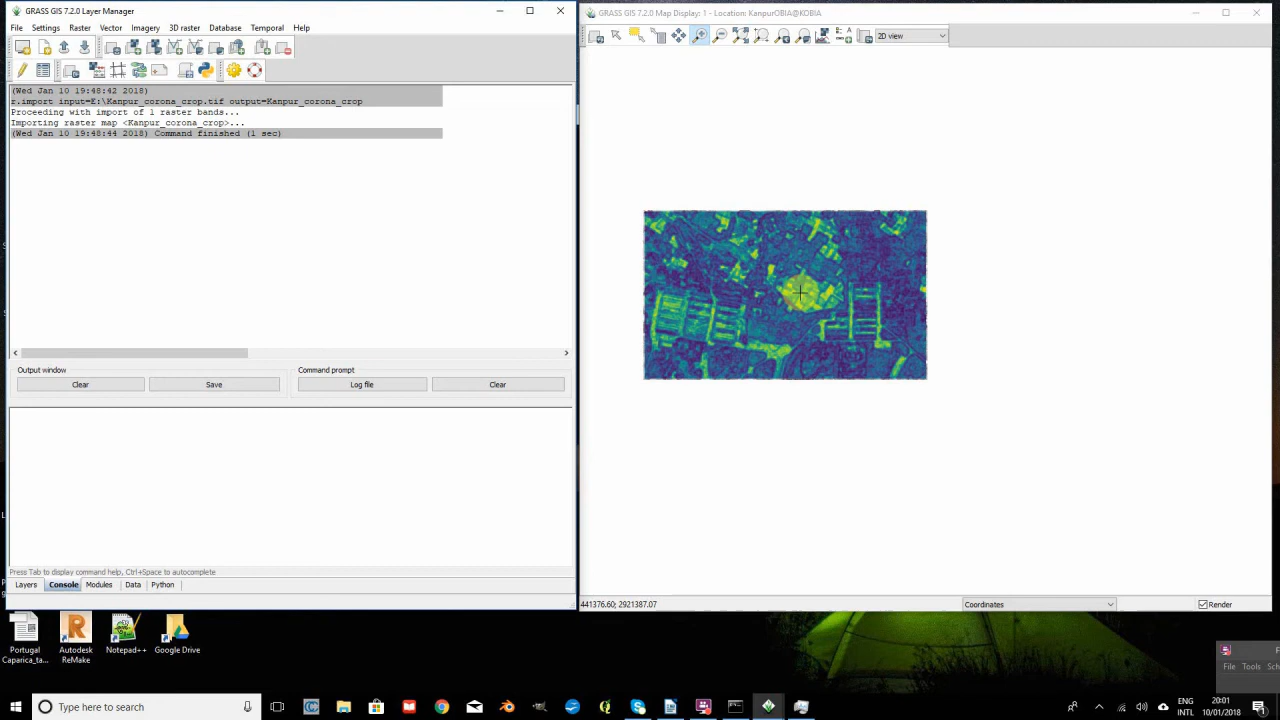 GRASS GIS 7.2.0 Layer Manager
File Settings Raster Vector Imagery 3D raster Database Temporal Help
(Wed Jan 10 19:48:42 2018)
r.import input=E:\Kanpur_corona_crop.tif output=Kanpur_corona_crop
Proceeding with import of 1 raster bands...
Importing raster map <Kanpur_corona_crop>...
(Wed Jan 10 19:48:44 2018) Command finished (1 sec)
Output window
Command prompt
Clear
Save
Log file
Clear
Press Tab to display command help, Ctrl+Space to autocomplete
Layers Console Modules Data Python
GRASS GIS 7.2.0 Map Display: 1 - Location: KanpurOBIA@KOBIA
2D view
441376.60; 2921387.07
Coordinates
Render
Portugal
Caparica_ta...
Autodesk
ReMake
Notepad++
Google Drive
File Tools
Type here to search
ENG
INTL
20:01
10/01/2018